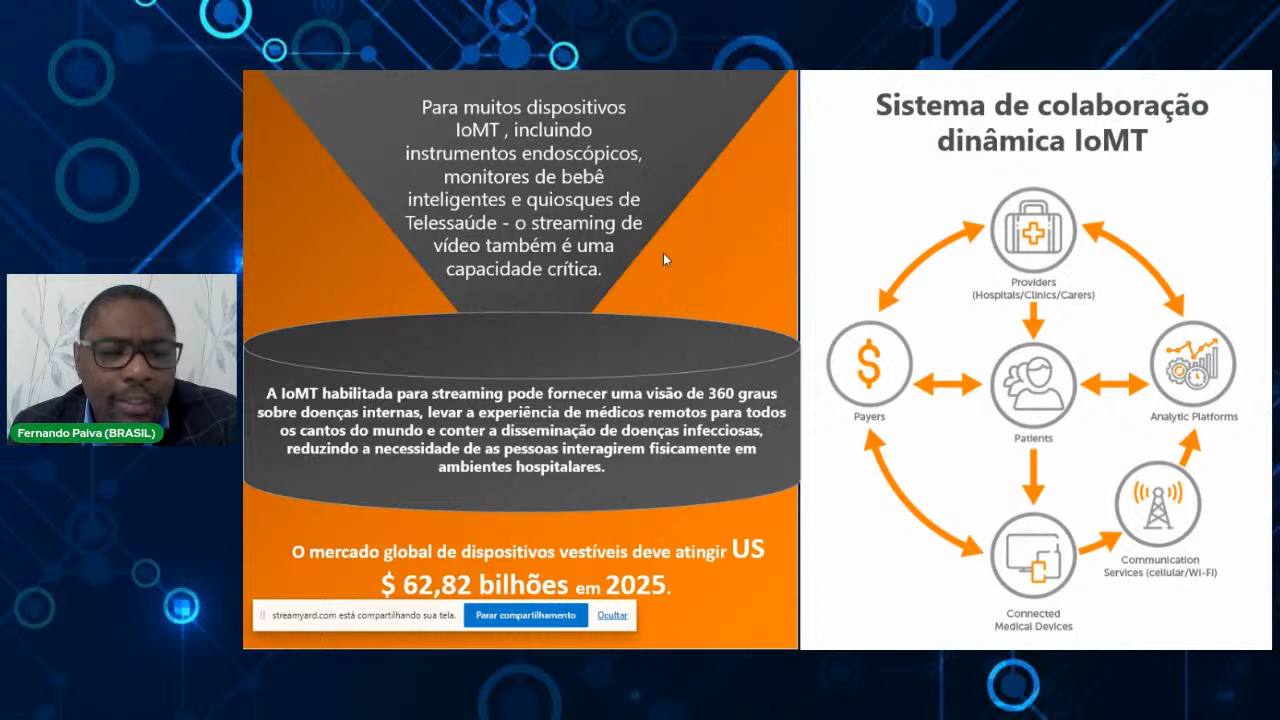 Para muitos dispositivos
IoMT , incluindo
instrumentos endoscópicos,
monitores de bebê
inteligentes e quiosques de
Telessaúde - o streaming de
vídeo também é uma
capacidade crítica.
A IoMT habilitada para streaming pode fornecer uma visão de 360 graus
sobre doenças internas, levar a experiência de médicos remotos para todos
os cantos do mundo e conter a disseminação de doenças infecciosas,
reduzindo a necessidade de as pessoas interagirem fisicamente em
ambientes hospitalares.
O mercado global de dispositivos vestíveis deve atingir US
$ 62,82 bilhões em 2025.
streamyard.com está compartilhando sua tela.
Parar compartilhamento
Ocultar
Fernando Paiva (BRASIL)
Sistema de colaboração
dinâmica IoMT
Providers
(Hospitals/Clinics/Carers)
$
Payers
Patients
Analytic Platforms
Communication
Services (cellular/WI-FI)
Connected
Medical Devices